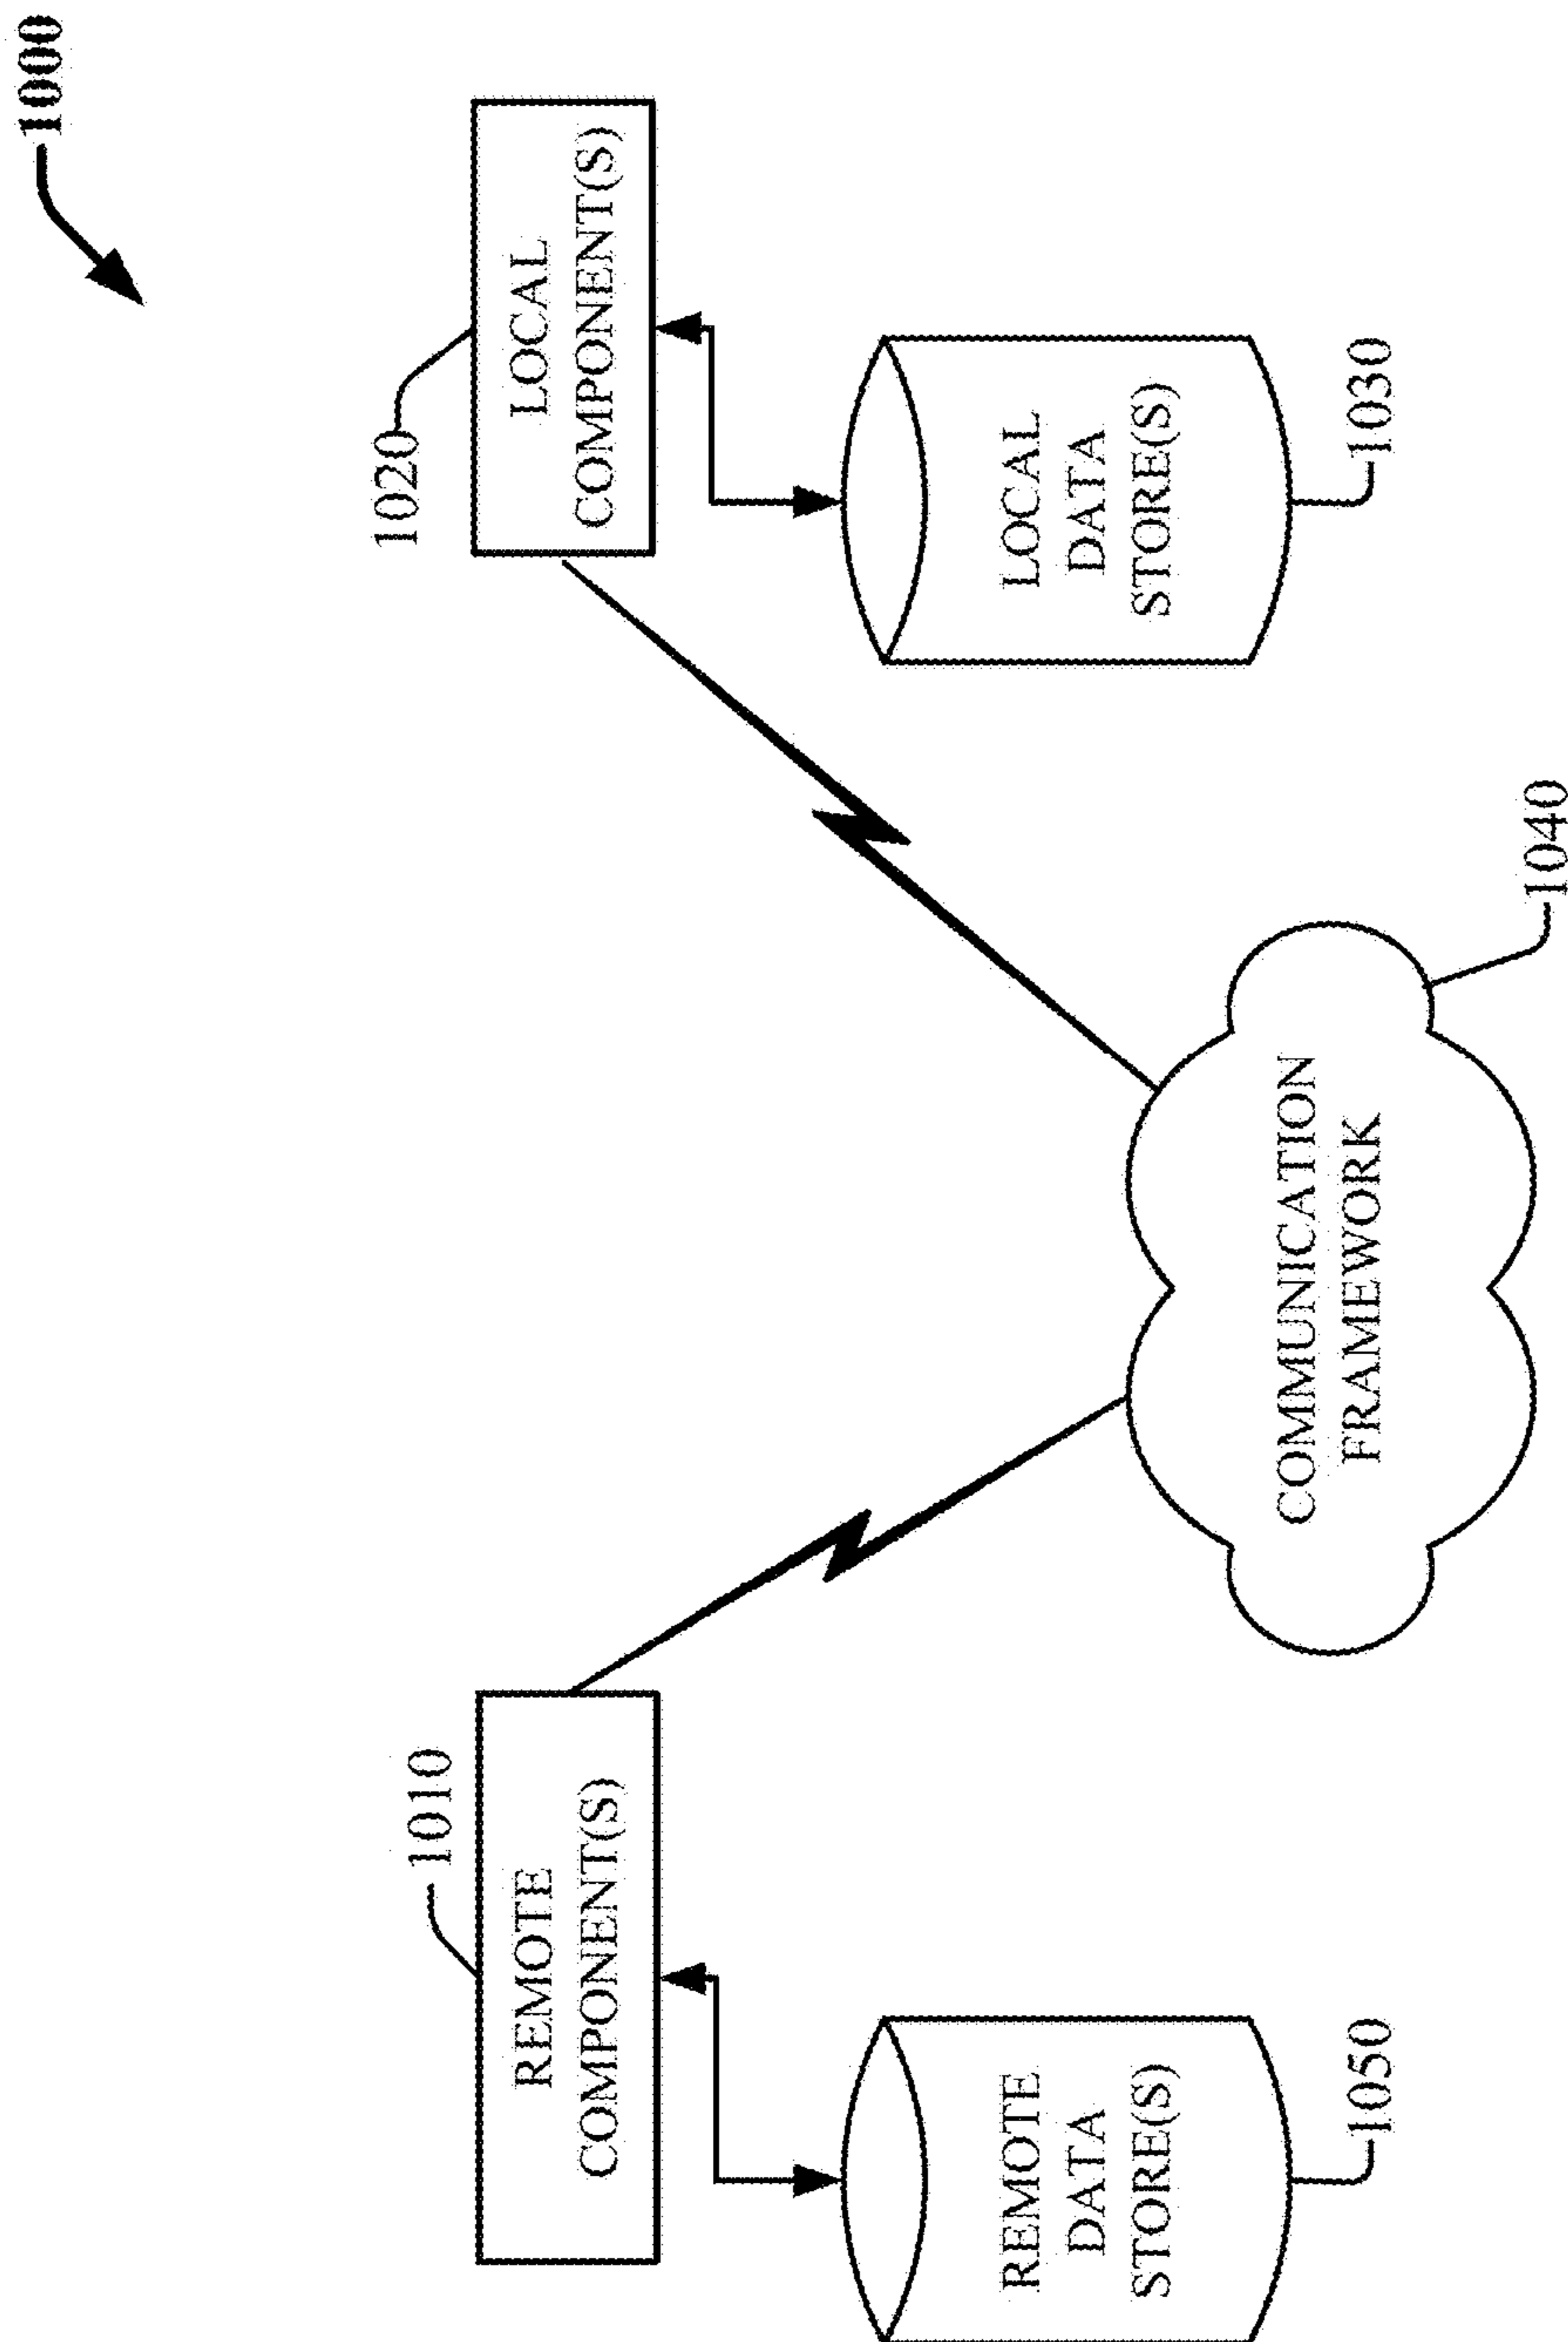 1000
1010
REMOTE
COMPONENT(S)
1020
LOCAL
COMPONENT(S)
REMOTE
DATA
STORE(S)
1050
LOCAL
DATA
STORE(S)
1030
COMMUNICATION
FRAMEWORK
1040